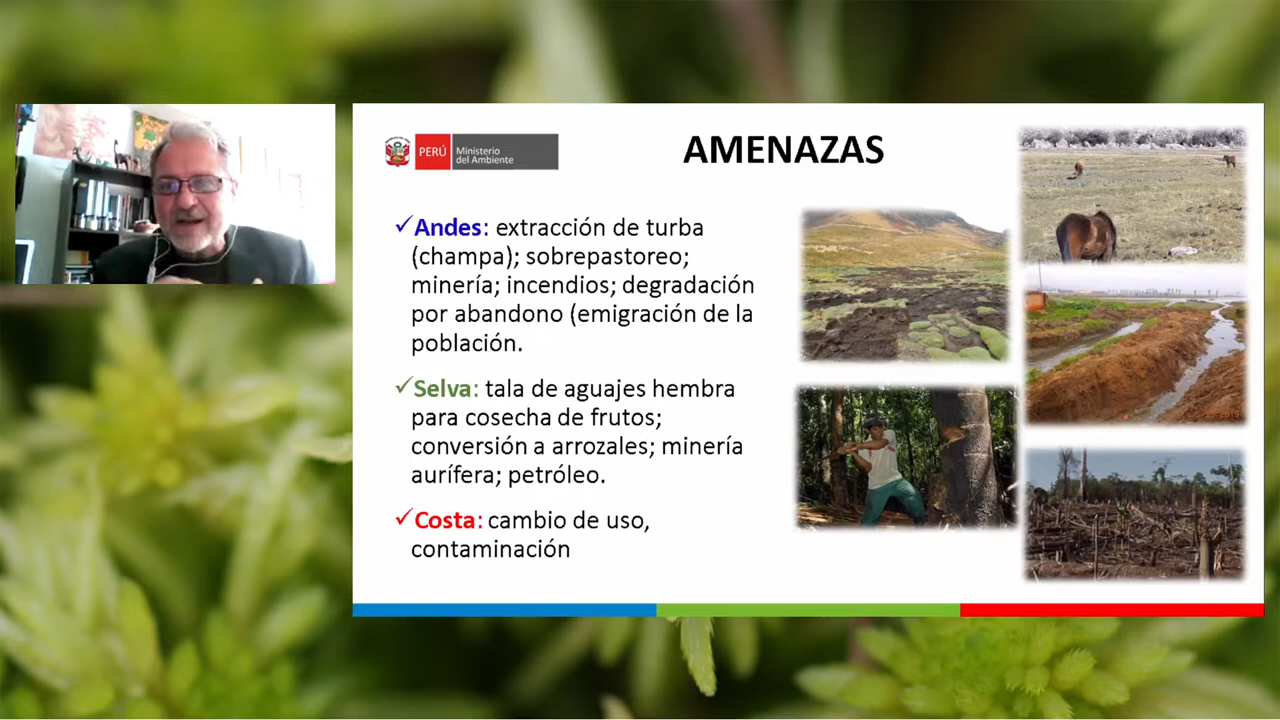 PERÚ
Ministerio
del Ambiente
AMENAZAS
✓Andes: extracción de turba
(champa); sobrepastoreo;
minería; incendios; degradación
por abandono (emigración de la
población.
✓Selva: tala de aguajes hembra
para cosecha de frutos;
conversión a arrozales; minería
aurífera; petróleo.
✓Costa: cambio de uso,
contaminación